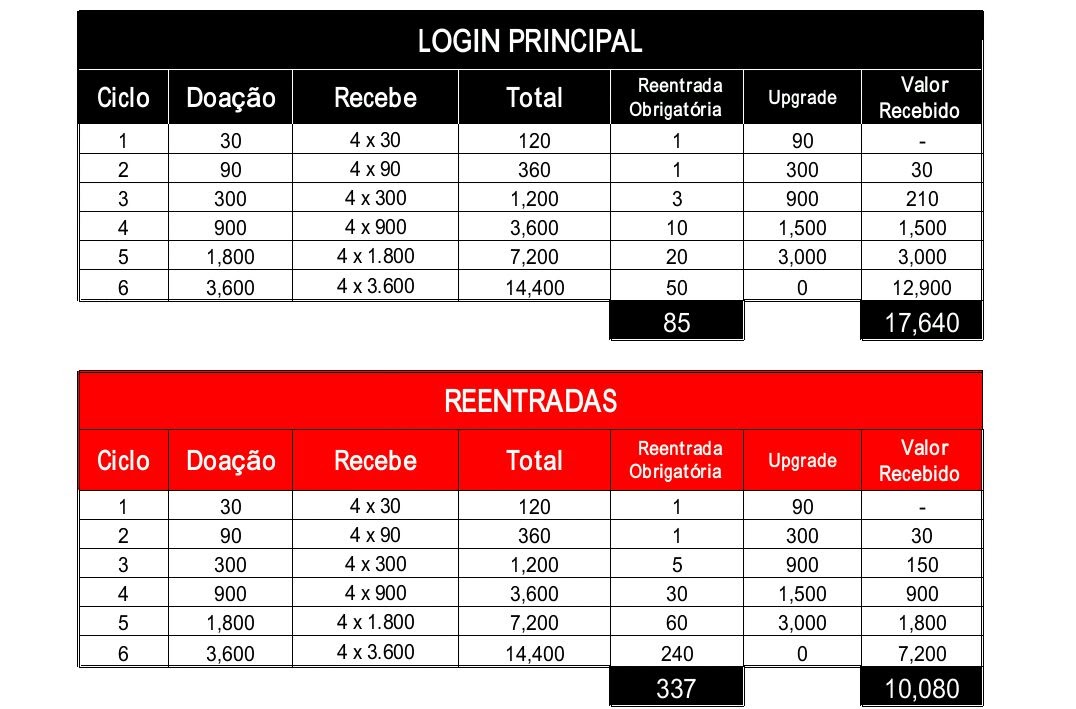 LOGIN PRINCIPAL
Ciclo Doação Recebe Total Reentrada Obrigatória Upgrade Valor Recebido
1 30 4 x 30 120 1 90 -
2 90 4 x 90 360 1 300 30
3 300 4 x 300 1,200 3 900 210
4 900 4 x 900 3,600 10 1,500 1,500
5 1,800 4 x 1.800 7,200 20 3,000 3,000
6 3,600 4 x 3.600 14,400 50 0 12,900
85 17,640
REENTRADAS
Ciclo Doação Recebe Total Reentrada Obrigatória Upgrade Valor Recebido
1 30 4 x 30 120 1 90 -
2 90 4 x 90 360 1 300 30
3 300 4 x 300 1,200 5 900 150
4 900 4 x 900 3,600 30 1,500 900
5 1,800 4 x 1.800 7,200 60 3,000 1,800
6 3,600 4 x 3.600 14,400 240 0 7,200
337 10,080